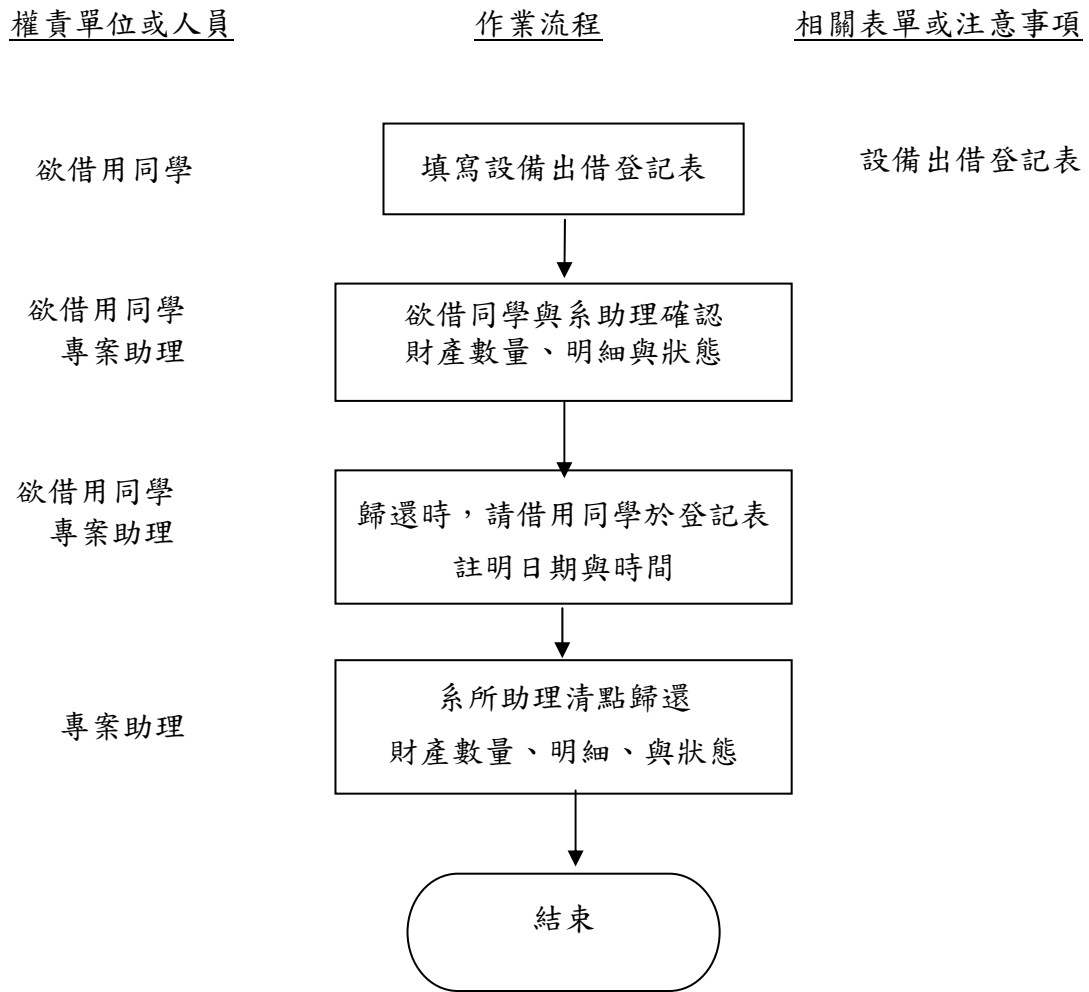 權責單位或人員
作業流程
相關表單或注意事項
欲借用同學
填寫設備出借登記表
設備出借登記表
欲借用同學
專案助理
欲借同學與系助理確認
財產數量、明細與狀態
欲借用同學
專案助理
歸還時，請借用同學於登記表
註明日期與時間
專案助理
系所助理清點歸還
財產數量、明細、與狀態
結束